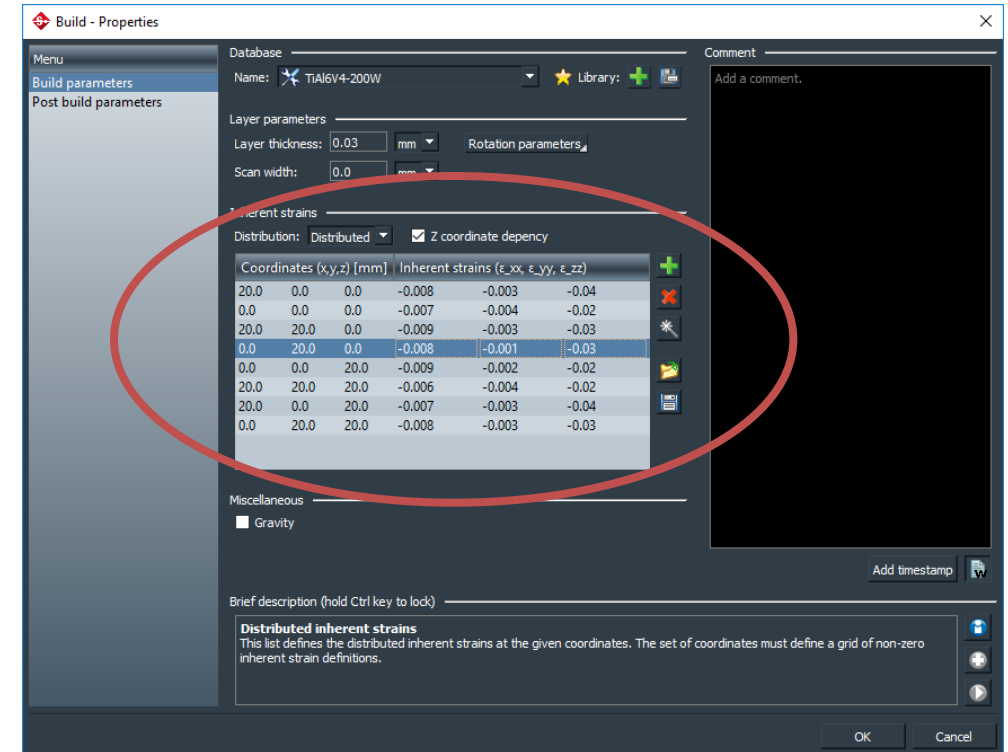 Build - Properties
Menu
Build parameters
Post build parameters
Database
Name: TiAl6V4-200W Library:
Layer parameters
Layer thickness: 0.03 mm Rotation parameters
Scan width: 0.0 mm
Inherent strains
Distribution: Distributed Z coordinate depency
Coordinates (x,y,z) [mm] Inherent strains (ε_xx, ε_yy, ε_zz)
20.0 0.0 0.0 -0.008 -0.003 -0.04
0.0 0.0 0.0 -0.007 -0.004 -0.02
20.0 20.0 0.0 -0.009 -0.003 -0.03
0.0 20.0 0.0 -0.008 -0.001 -0.03
0.0 0.0 20.0 -0.009 -0.002 -0.02
20.0 20.0 20.0 -0.006 -0.004 -0.02
20.0 0.0 20.0 -0.007 -0.003 -0.04
0.0 20.0 20.0 -0.008 -0.003 -0.03
Miscellaneous
Gravity
Comment
Add a comment.
Add timestamp
Brief description (hold Ctrl key to lock)
Distributed inherent strains
This list defines the distributed inherent strains at the given coordinates. The set of coordinates must define a grid of non-zero
inherent strain definitions.
OK Cancel